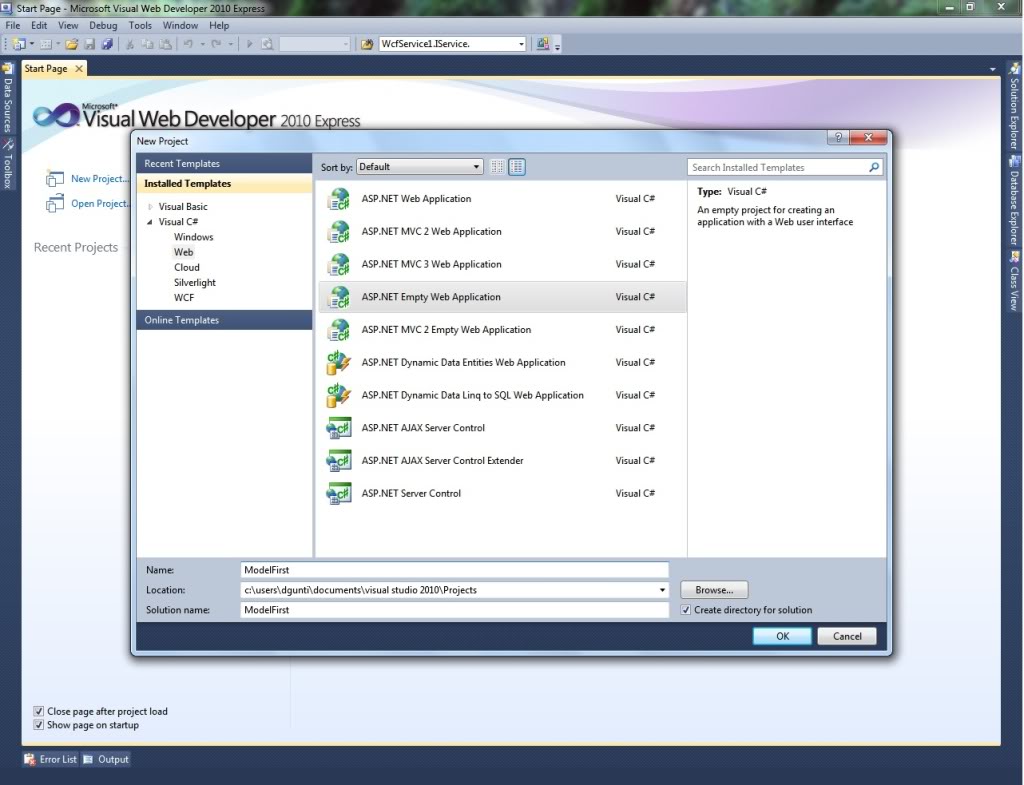 Start Page - Microsoft Visual Web Developer 2010 Express
File Edit View Debug Tools Window Help
WcfService1.IService.
Start Page
Data Sources
Toolbox
Solution Explorer
Database Explorer
Class View
Microsoft®
Visual Web Developer 2010 Express
New Project...
Open Project.
Recent Projects
New Project
Recent Templates
Installed Templates
Visual Basic
Visual C#
Windows
Web
Cloud
Silverlight
WCF
Online Templates
Sort by: Default
Search Installed Templates
ASP.NET Web Application Visual C#
ASP.NET MVC 2 Web Application Visual C#
ASP.NET MVC 3 Web Application Visual C#
ASP.NET Empty Web Application Visual C#
ASP.NET MVC 2 Empty Web Application Visual C#
ASP.NET Dynamic Data Entities Web Application Visual C#
ASP.NET Dynamic Data Linq to SQL Web Application Visual C#
ASP.NET AJAX Server Control Visual C#
ASP.NET AJAX Server Control Extender Visual C#
ASP.NET Server Control Visual C#
Type: Visual C#
An empty project for creating an
application with a Web user interface
Name: ModelFirst
Location: c:\users\dgunti\documents\visual studio 2010\Projects Browse...
Solution name: ModelFirst Create directory for solution
OK Cancel
Close page after project load
Show page on startup
Error List Output